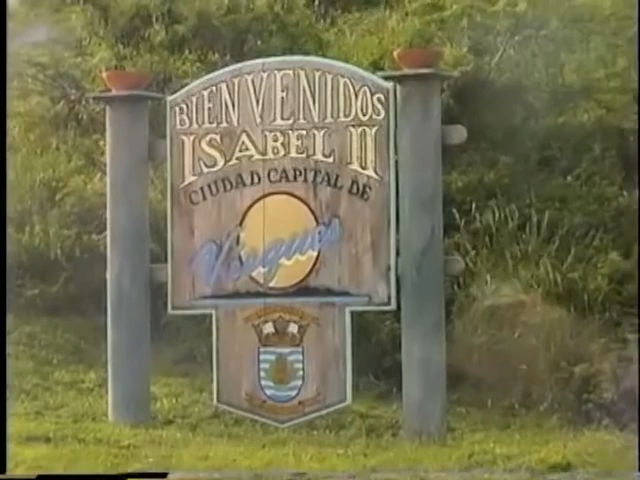 BIENVENIDOS
ISABEL II
CIUDAD CAPITAL DE
Vieques